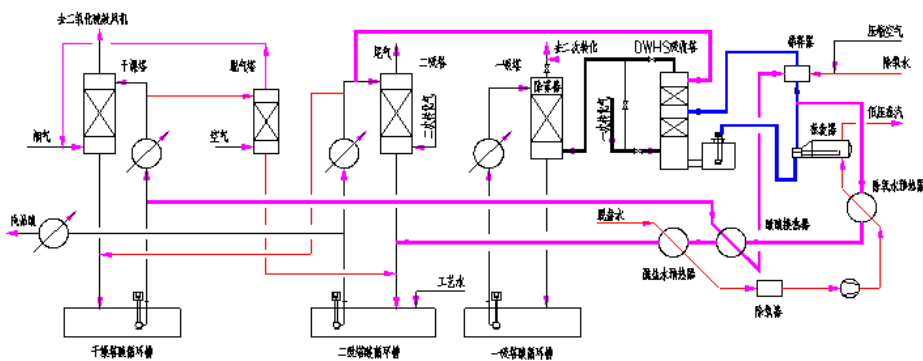 去二氧化硫鼓风机
干燥塔
脱气塔
烟气
空气
尾气
二吸塔
二次转化气
一吸塔
去二次转化
除雾器
一次转化气
DWHS吸收塔
稀释器
压缩空气
除氧水
低压蒸汽
蒸发器
除氧水预热器
成品酸
脱盐水
酸酸换热器
脱盐水预热器
除氧器
工艺水
干燥塔酸循环槽
二吸塔酸循环槽
一吸塔酸循环槽